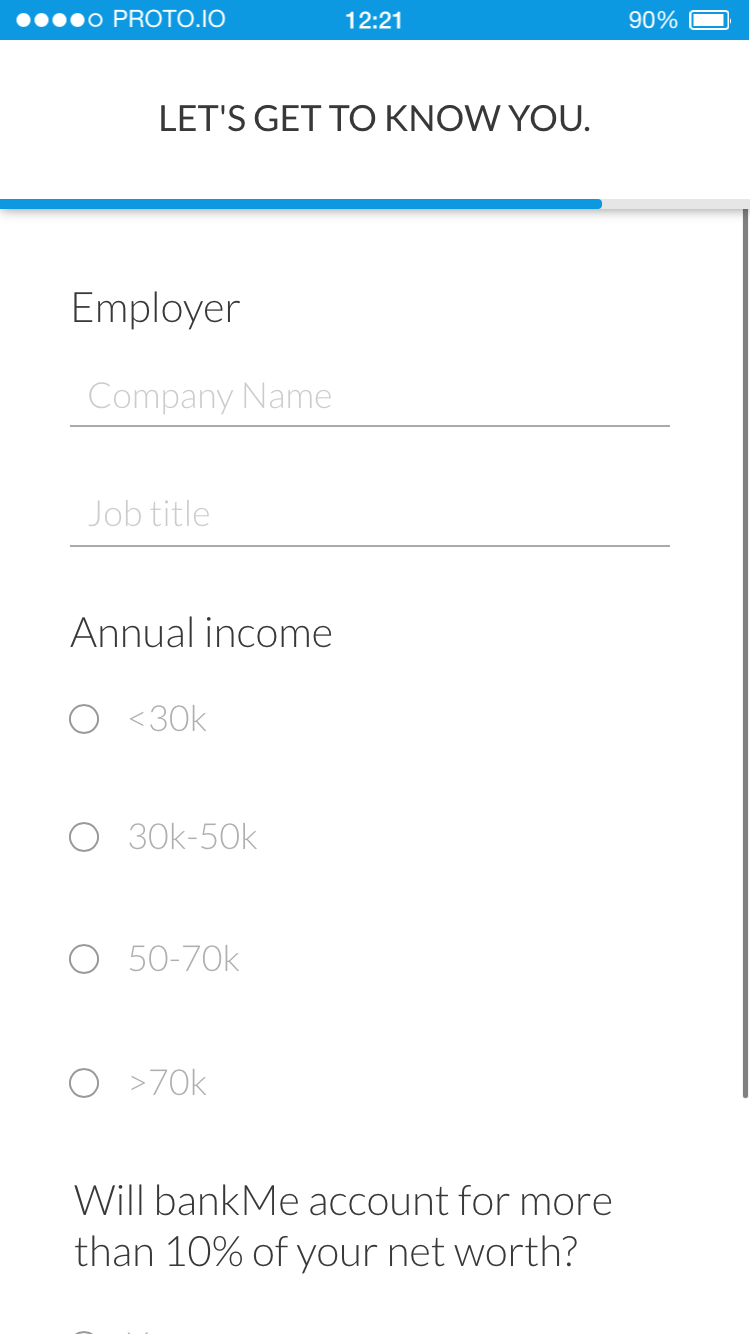 PROTO.IO 12:21 90%
LET'S GET TO KNOW YOU.
Employer
Company Name
Job title
Annual income
<30k
30k-50k
50-70k
>70k
Will bankMe account for more
than 10% of your net worth?